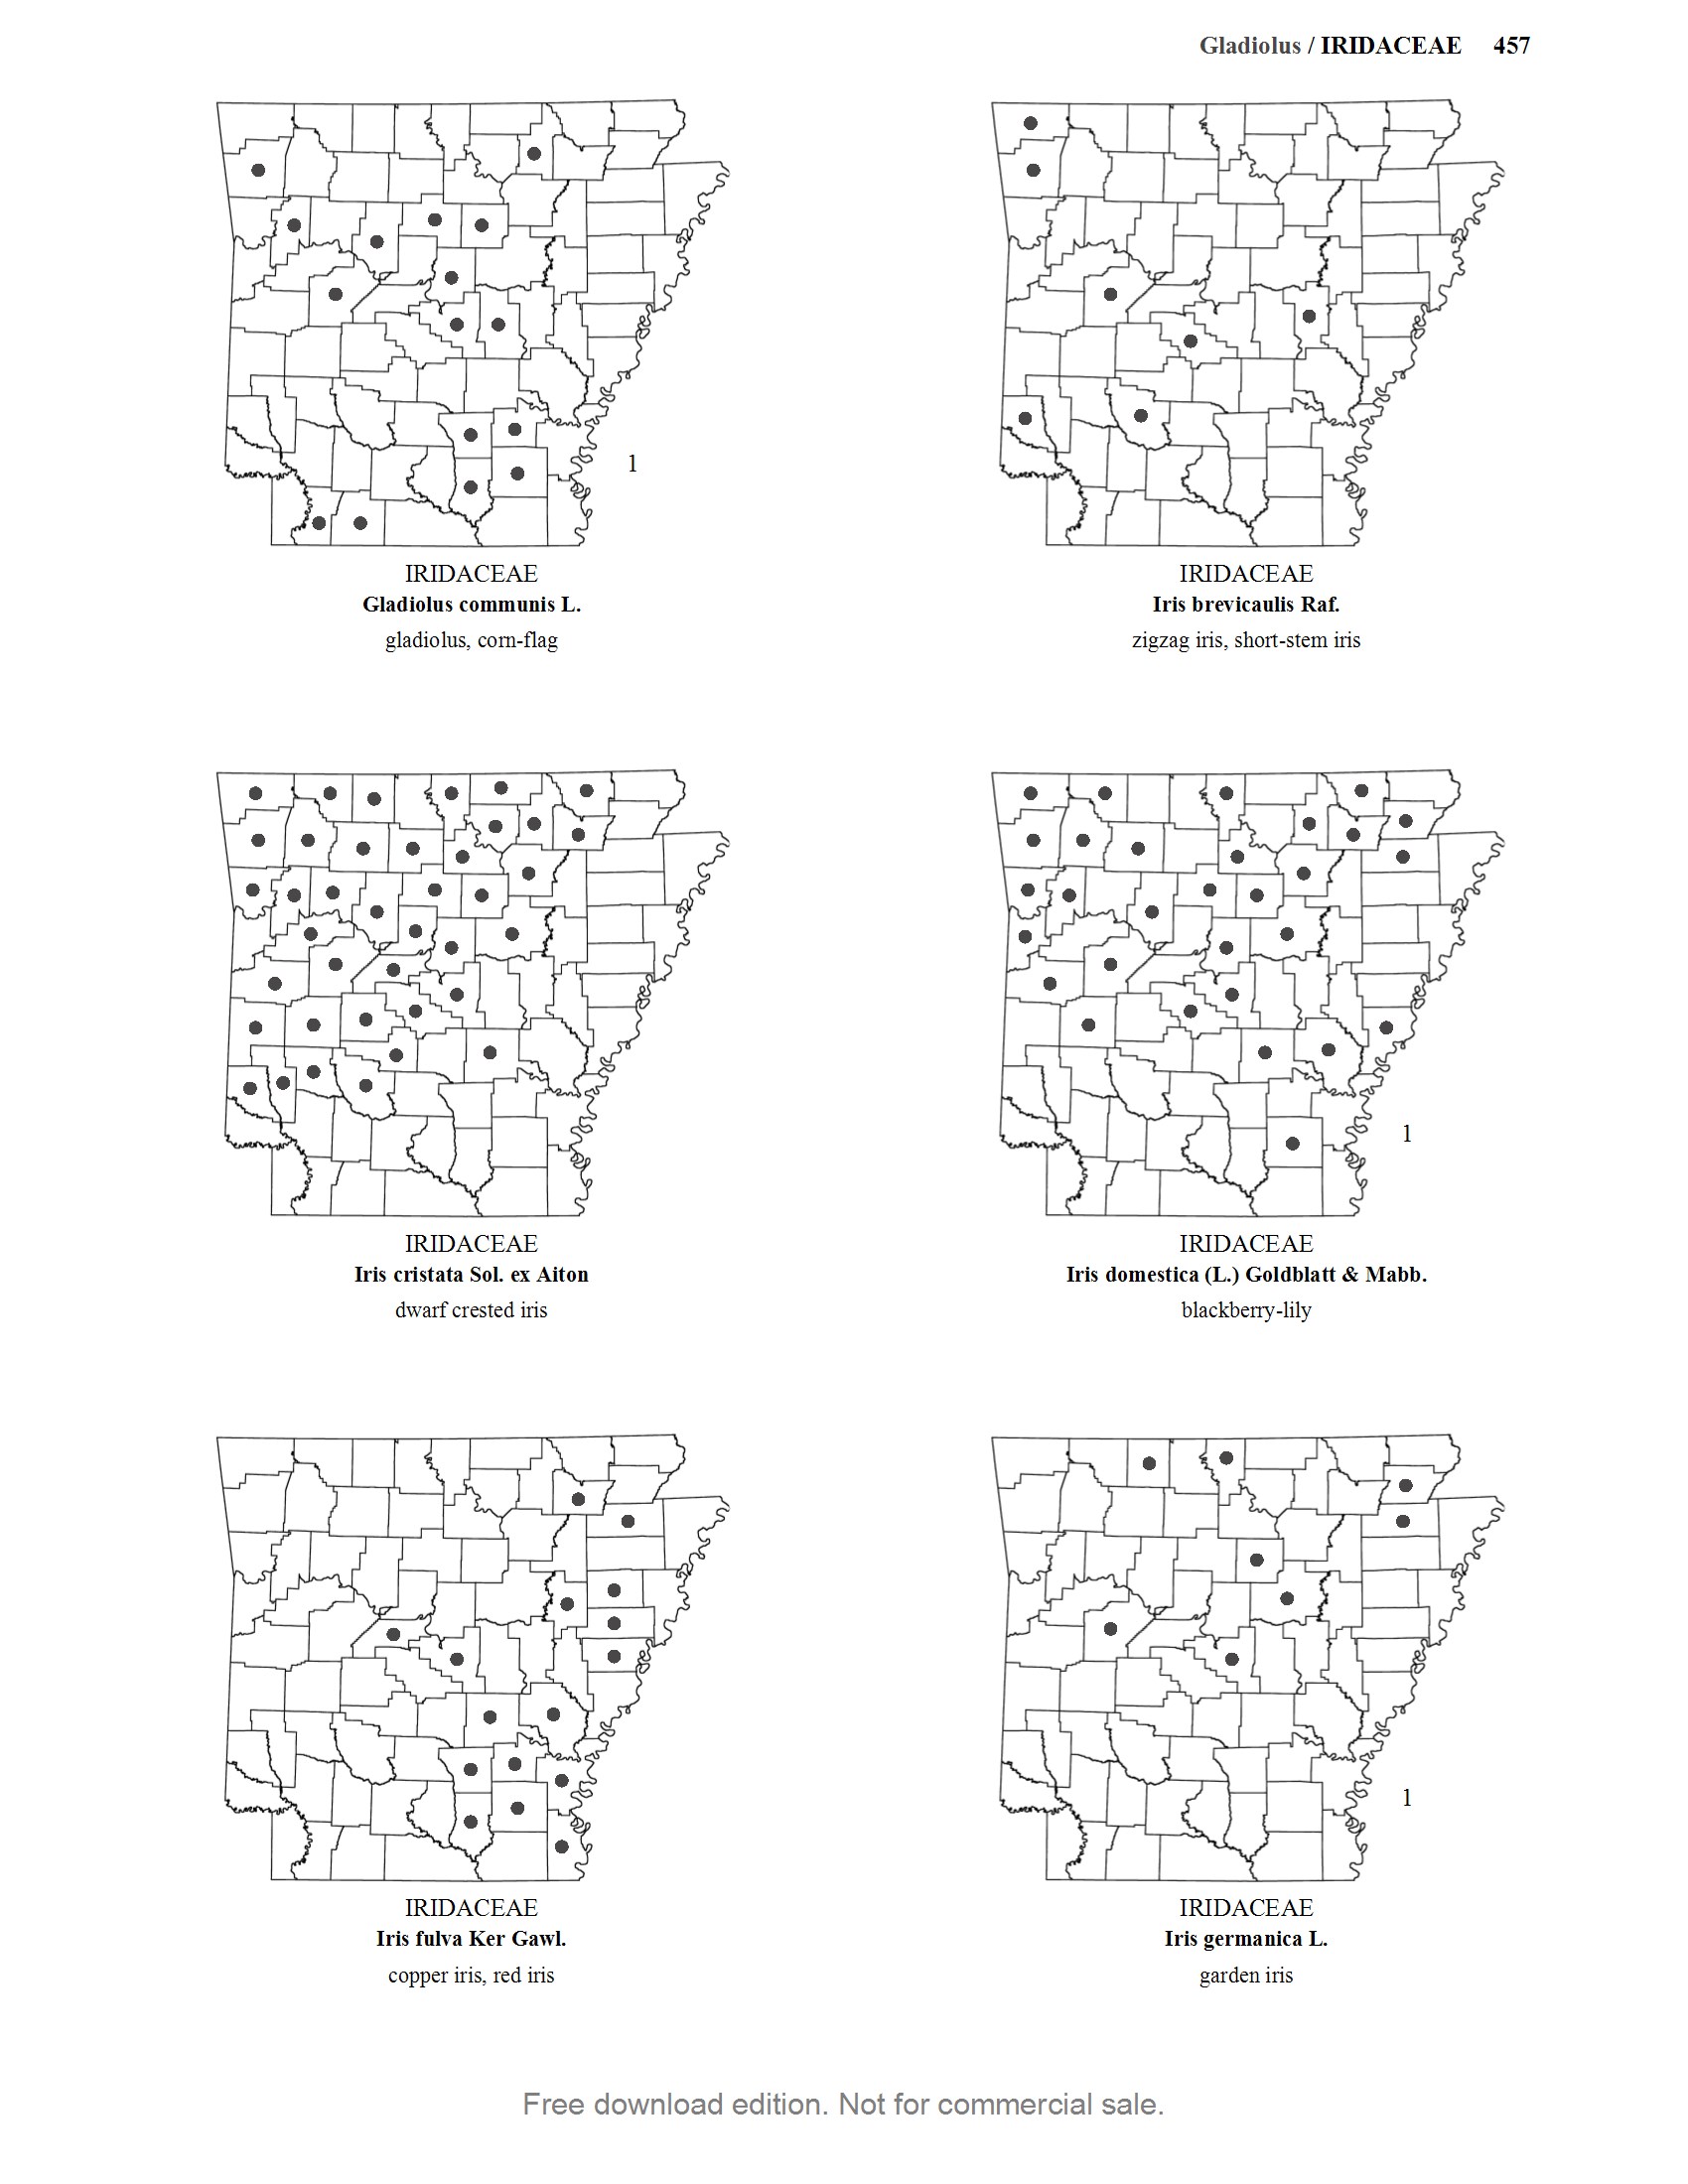 Gladiolus / IRIDACEAE 457
1
IRIDACEAE
Gladiolus communis L.
gladiolus, corn-flag
IRIDACEAE
Iris brevicaulis Raf.
zigzag iris, short-stem iris
IRIDACEAE
Iris cristata Sol. ex Aiton
dwarf crested iris
1
IRIDACEAE
Iris domestica (L.) Goldblatt & Mabb.
blackberry-lily
IRIDACEAE
Iris fulva Ker Gawl.
copper iris, red iris
1
IRIDACEAE
Iris germanica L.
garden iris
Free download edition. Not for commercial sale.